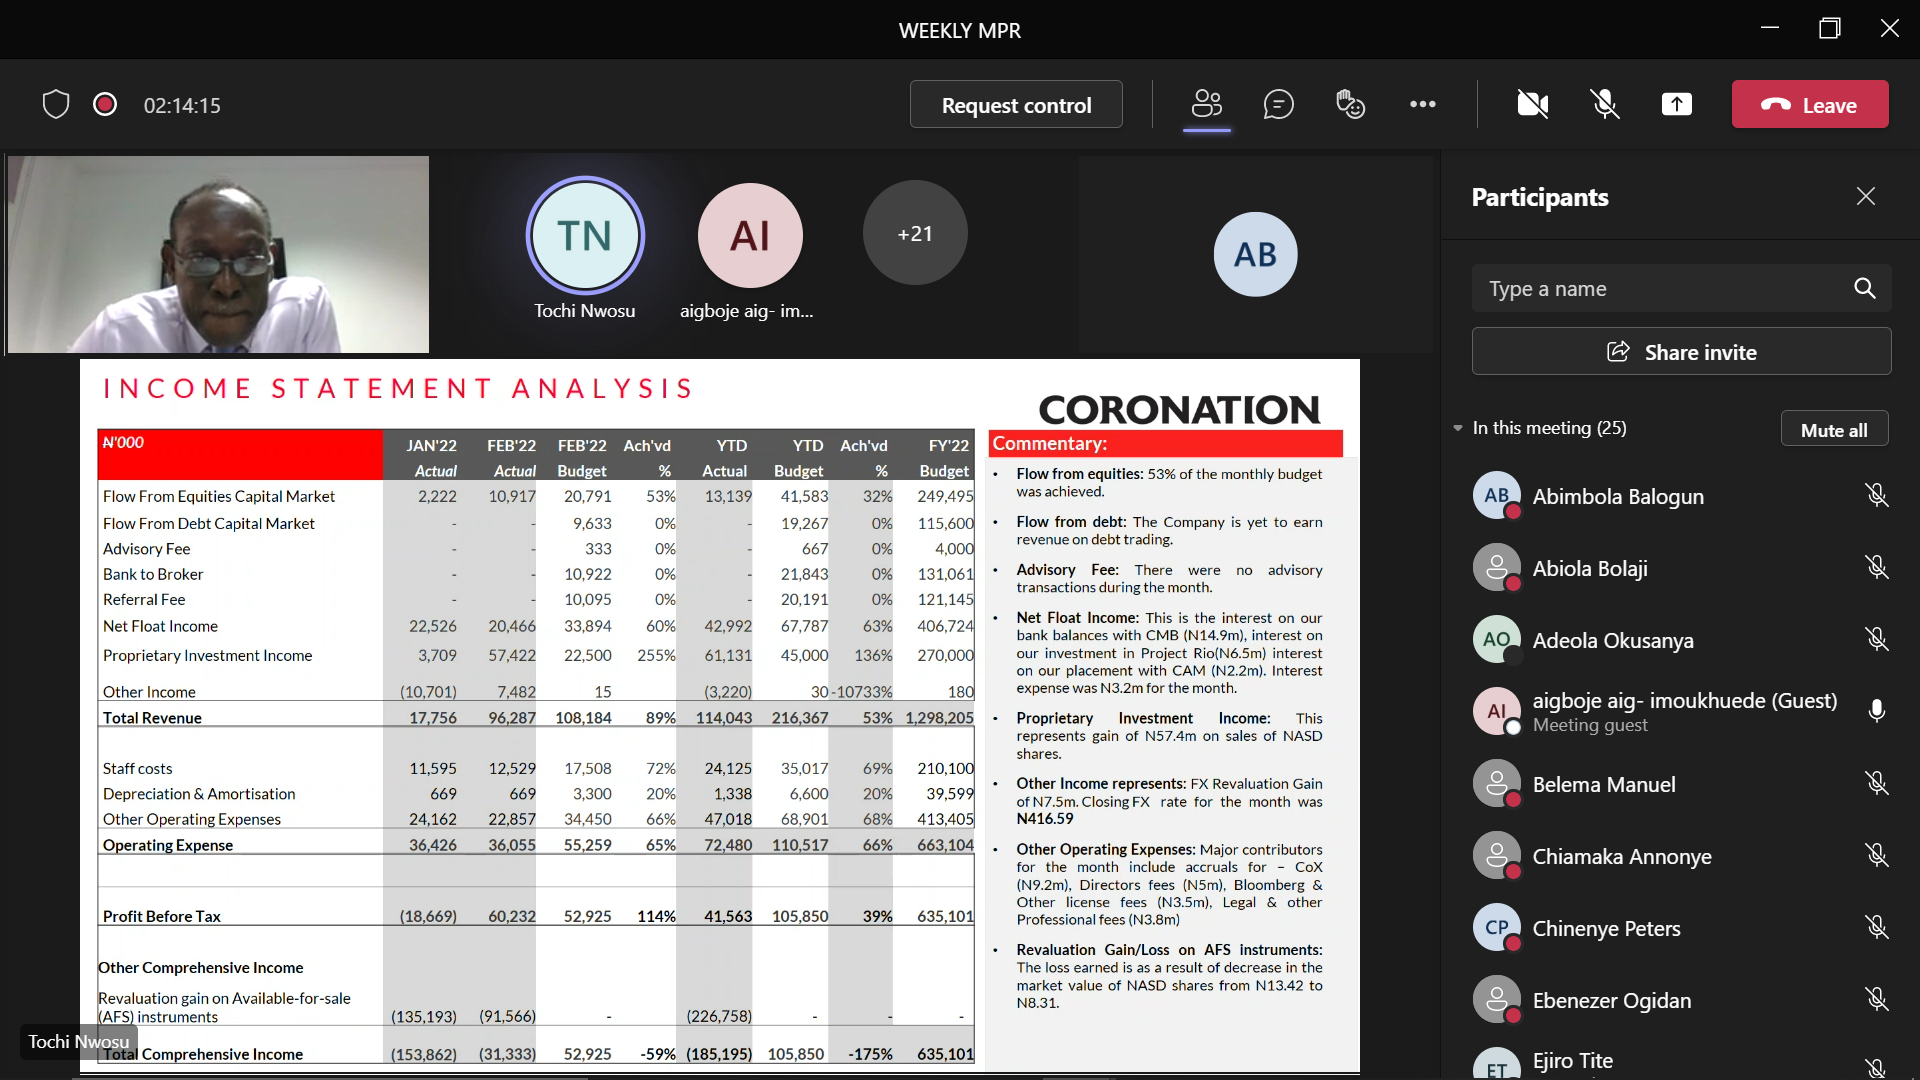 WEEKLY MPR
02:14:15
Request control
Leave
TN
AI
+21
AB
Tochi Nwosu
aigboje aig- im...
Participants
Type a name
Share invite
In this meeting (25)
Mute all
AB Abimbola Balogun
Abiola Bolaji
AO Adeola Okusanya
AI aigboje aig- imoukhuede (Guest)
Meeting guest
Belema Manuel
Chiamaka Annonye
CP Chinenye Peters
Ebenezer Ogidan
ET Ejiro Tite
INCOME STATEMENT ANALYSIS
CORONATION
₦'000 JAN'22 FEB'22 FEB'22 Ach'vd YTD YTD Ach'vd FY'22
Actual Actual Budget % Actual Budget % Budget
Flow From Equities Capital Market 2,222 10,917 20,791 53% 13,139 41,583 32% 249,495
Flow From Debt Capital Market - - 9,633 0% - 19,267 0% 115,600
Advisory Fee - - 333 0% - 667 0% 4,000
Bank to Broker - - 10,922 0% - 21,843 0% 131,061
Referral Fee - - 10,095 0% - 20,191 0% 121,145
Net Float Income 22,526 20,466 33,894 60% 42,992 67,787 63% 406,724
Proprietary Investment Income 3,709 57,422 22,500 255% 61,131 45,000 136% 270,000
Other Income (10,701) 7,482 15 (3,220) 30 -10733% 180
Total Revenue 17,756 96,287 108,184 89% 114,043 216,367 53% 1,298,205
Staff costs 11,595 12,529 17,508 72% 24,125 35,017 69% 210,100
Depreciation & Amortisation 669 669 3,300 20% 1,338 6,600 20% 39,599
Other Operating Expenses 24,162 22,857 34,450 66% 47,018 68,901 68% 413,405
Operating Expense 36,426 36,055 55,259 65% 72,480 110,517 66% 663,104
Profit Before Tax (18,669) 60,232 52,925 114% 41,563 105,850 39% 635,101
Other Comprehensive Income
Revaluation gain on Available-for-sale
(AFS) instruments (135,193) (91,566) - (226,758) - - -
Total Comprehensive Income (153,862) (31,333) 52,925 -59% (185,195) 105,850 -175% 635,101
Commentary:
• Flow from equities: 53% of the monthly budget
was achieved.
• Flow from debt: The Company is yet to earn
revenue on debt trading.
• Advisory Fee: There were no advisory
transactions during the month.
• Net Float Income: This is the interest on our
bank balances with CMB (N14.9m), interest on
our investment in Project Rio(N6.5m) interest
on our placement with CAM (N2.2m). Interest
expense was N3.2m for the month.
• Proprietary Investment Income: This
represents gain of N57.4m on sales of NASD
shares.
• Other Income represents: FX Revaluation Gain
of N7.5m. Closing FX rate for the month was
N416.59
• Other Operating Expenses: Major contributors
for the month include accruals for – CoX
(N9.2m), Directors fees (N5m), Bloomberg &
Other license fees (N3.5m), Legal & other
Professional fees (N3.8m)
• Revaluation Gain/Loss on AFS instruments:
The loss earned is as a result of decrease in the
market value of NASD shares from N13.42 to
N8.31.
Tochi Nwosu